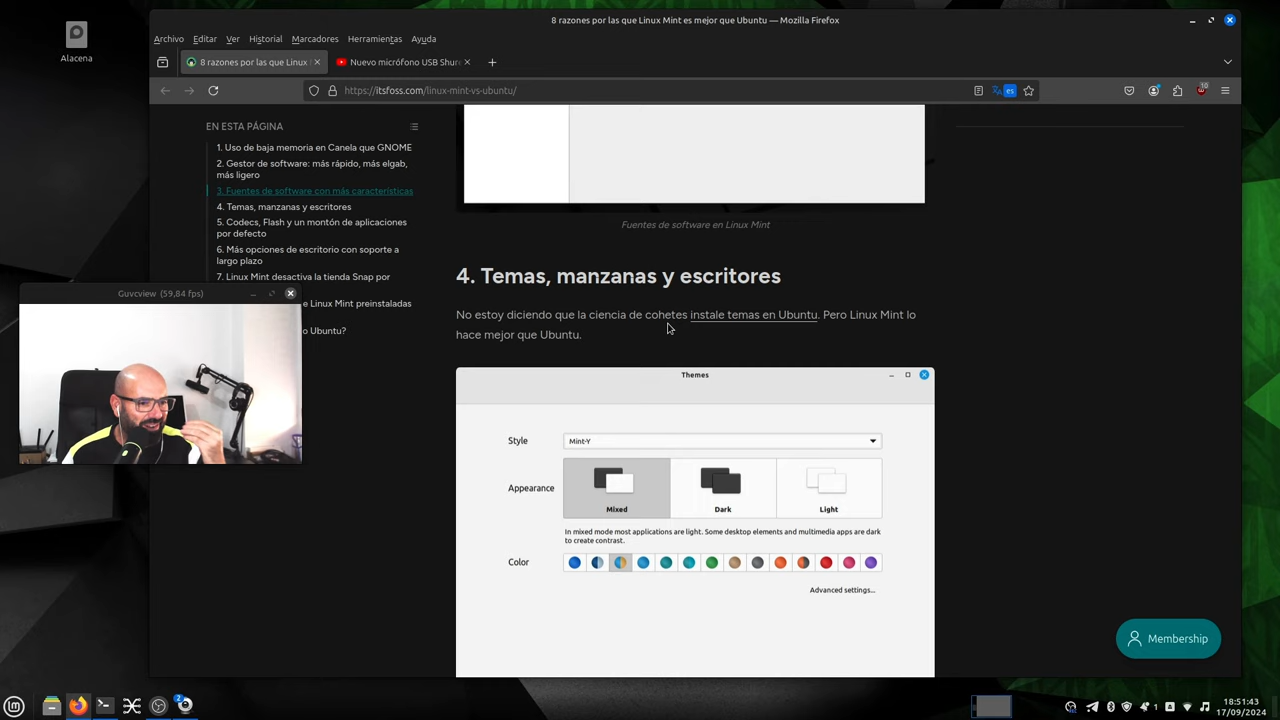 Alacena
8 razones por las que Linux Mint es mejor que Ubuntu — Mozilla Firefox
Archivo Editar Ver Historial Marcadores Herramientas Ayuda
8 razones por las que Linux
Nuevo micrófono USB Shure
https://itsfoss.com/linux-mint-vs-ubuntu/
es
10
EN ESTA PÁGINA
1. Uso de baja memoria en Canela que GNOME
2. Gestor de software: más rápido, más elgab,
más ligero
3. Fuentes de software con más características
4. Temas, manzanas y escritores
5. Codecs, Flash y un montón de aplicaciones
por defecto
6. Más opciones de escritorio con soporte a
largo plazo
7. Linux Mint desactiva la tienda Snap por
e Linux Mint preinstaladas
o Ubuntu?
Guvcview (59,84 fps)
Fuentes de software en Linux Mint
4. Temas, manzanas y escritores
No estoy diciendo que la ciencia de cohetes instale temas en Ubuntu. Pero Linux Mint lo
hace mejor que Ubuntu.
Themes
Style
Mint-Y
Appearance
Mixed
Dark
Light
In mixed mode most applications are light. Some desktop elements and multimedia apps are dark
to create contrast.
Color
Advanced settings...
Membership
2
1
18:51:43
17/09/2024